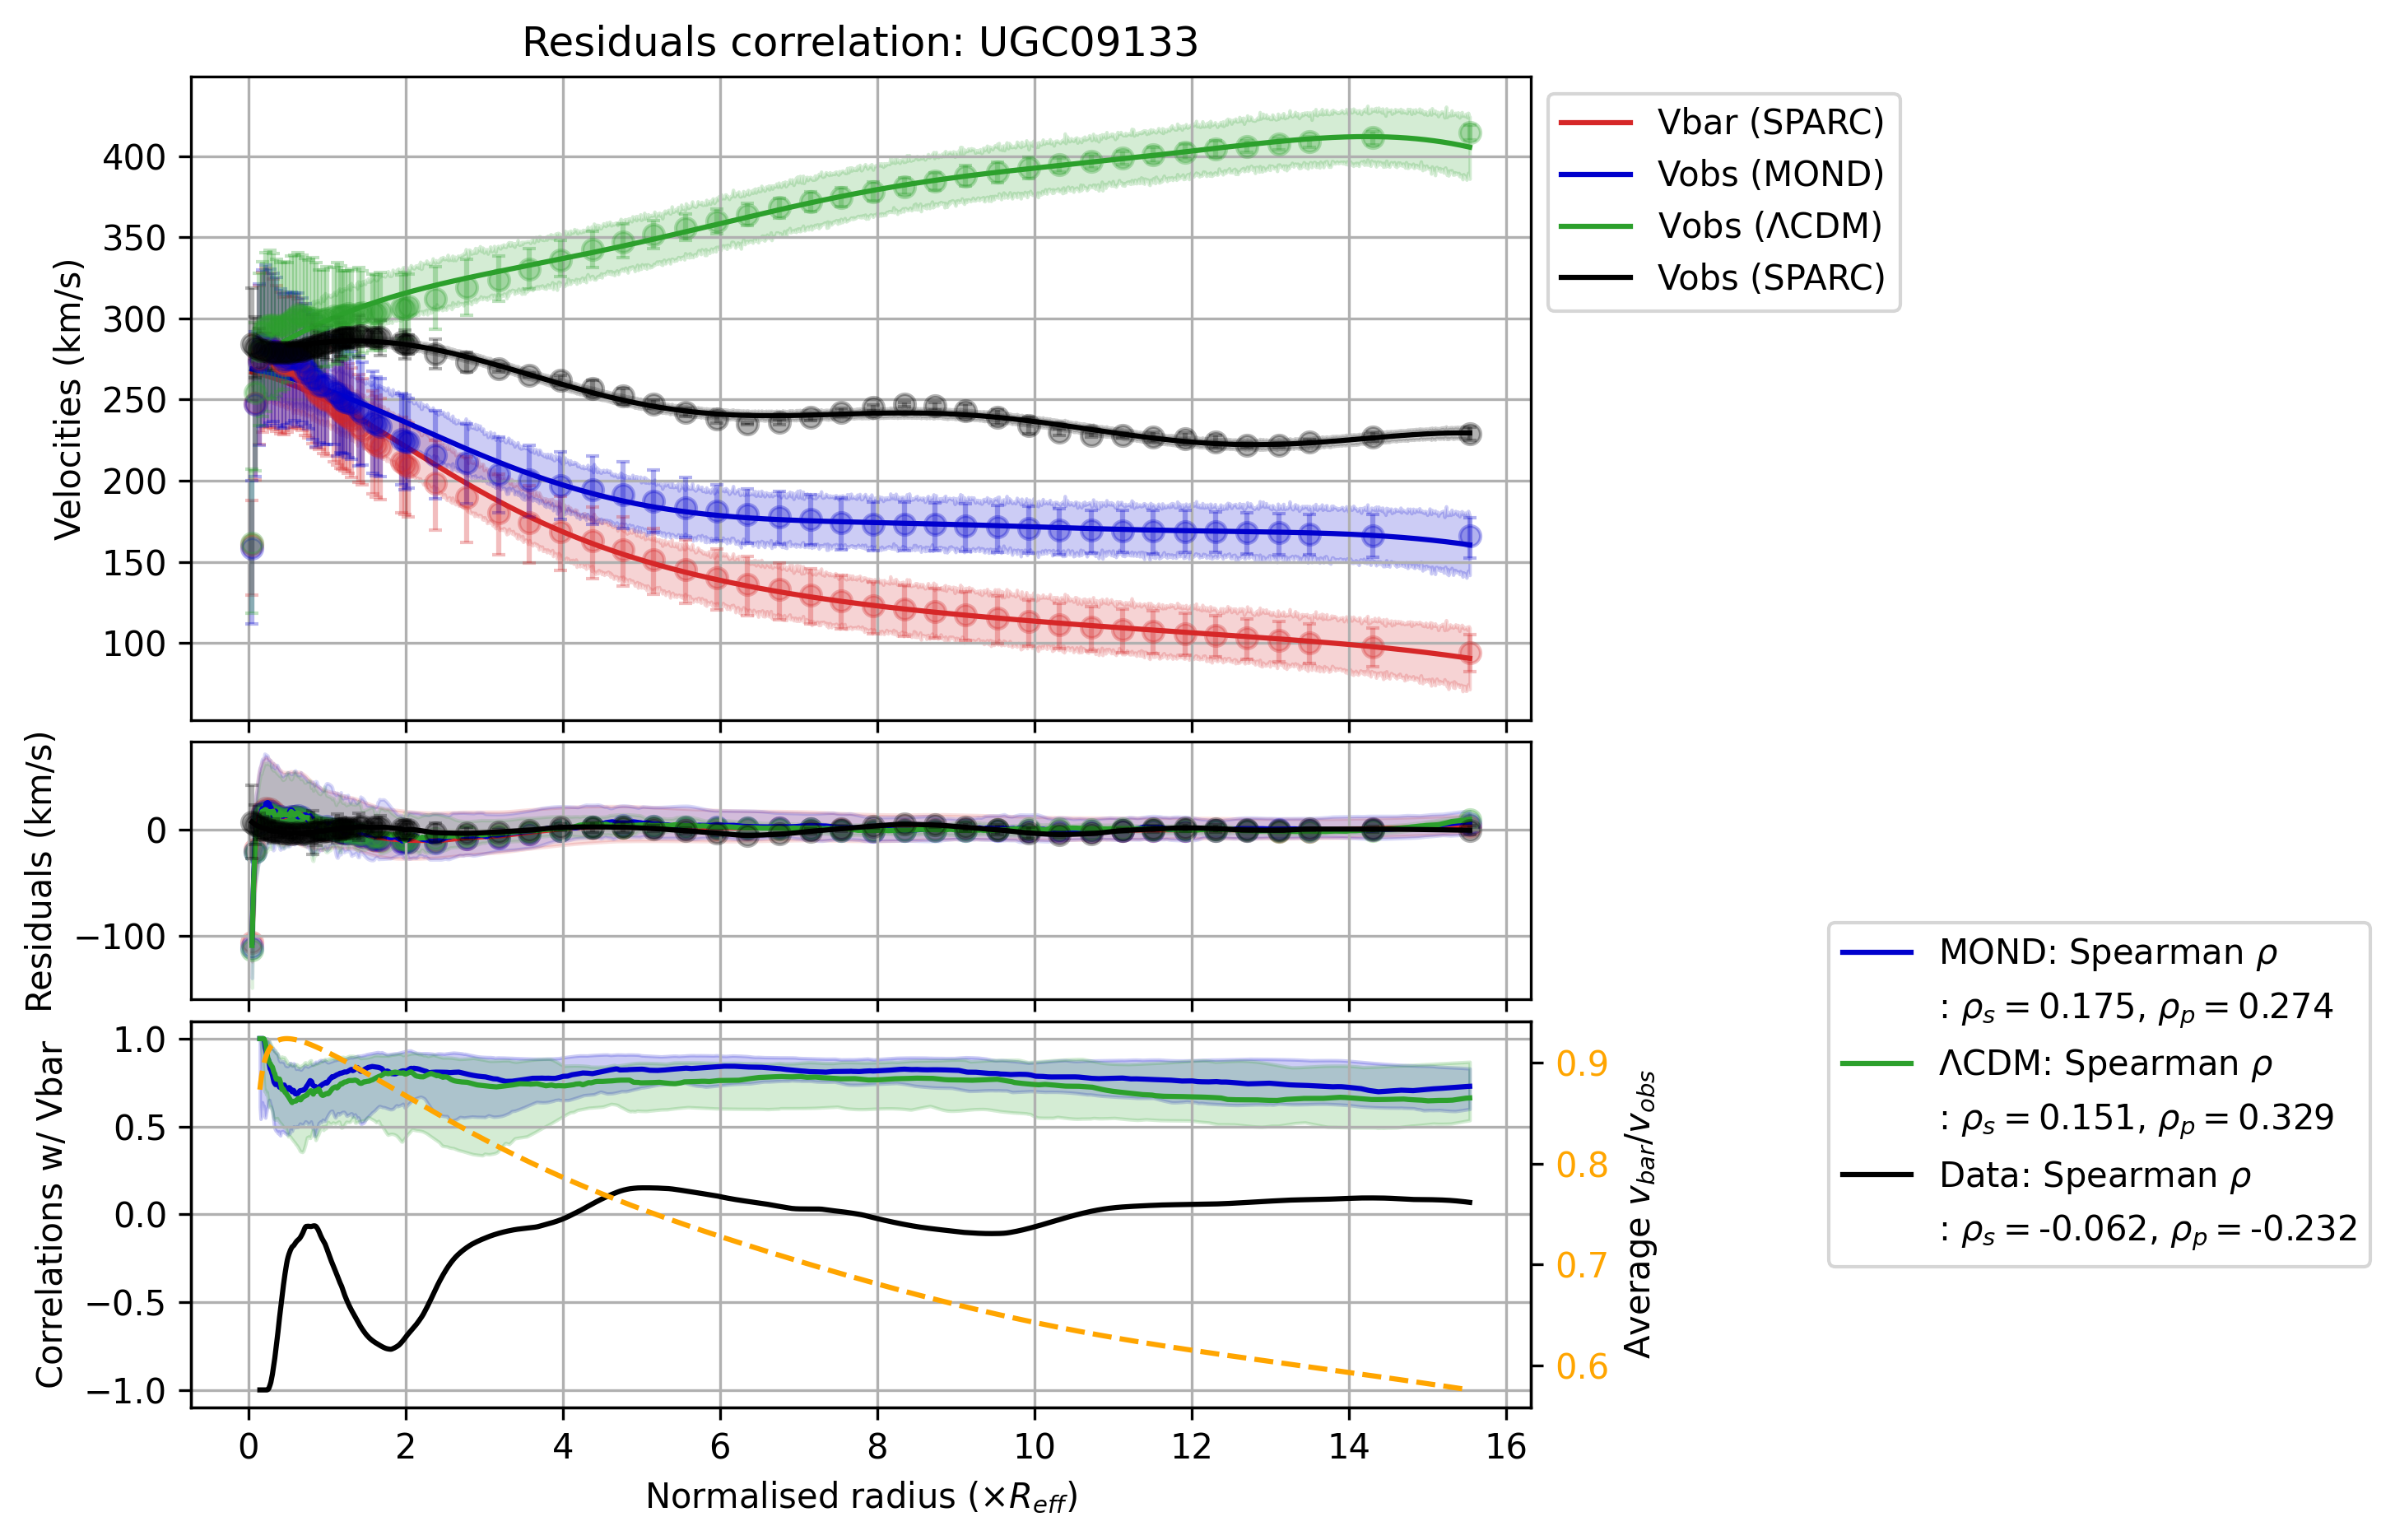 Residuals correlation: UGC09133
Velocities (km/s)
400
350
300
250
200
150
100
Vbar (SPARC)
Vobs (MOND)
Vobs (ΛCDM)
Vobs (SPARC)
Residuals (km/s)
0
−100
Correlations w/ Vbar
1.0
0.5
0.0
−0.5
−1.0
0.9
0.8
0.7
0.6
Average v_bar/v_obs
MOND: Spearman ρ
: ρ_s = 0.175, ρ_p = 0.274
ΛCDM: Spearman ρ
: ρ_s = 0.151, ρ_p = 0.329
Data: Spearman ρ
: ρ_s = -0.062, ρ_p = -0.232
0 2 4 6 8 10 12 14 16
Normalised radius (×R_eff)